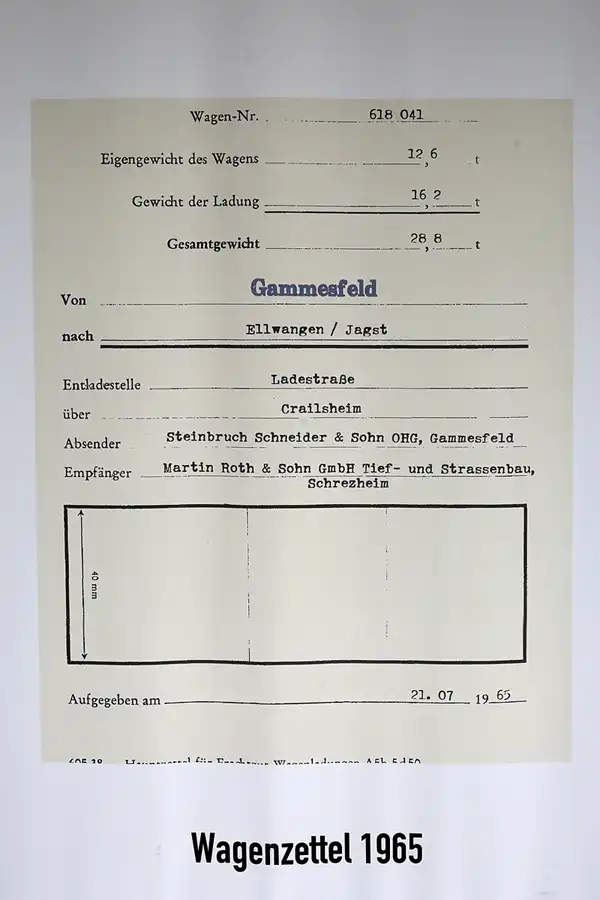 Wagen-Nr. 618 041
Eigengewicht des Wagens 12,6 t
Gewicht der Ladung 16,2 t
Gesamtgewicht 28,8 t
Von Gammesfeld
nach Ellwangen / Jagst
Entladestelle Ladestraße
über Crailsheim
Absender Steinbruch Schneider & Sohn OHG, Gammesfeld
Empfänger Martin Roth & Sohn GmbH Tief- und Strassenbau,
Schrezheim
40 mm
Aufgegeben am 21. 07 19 65
Wagenzettel 1965